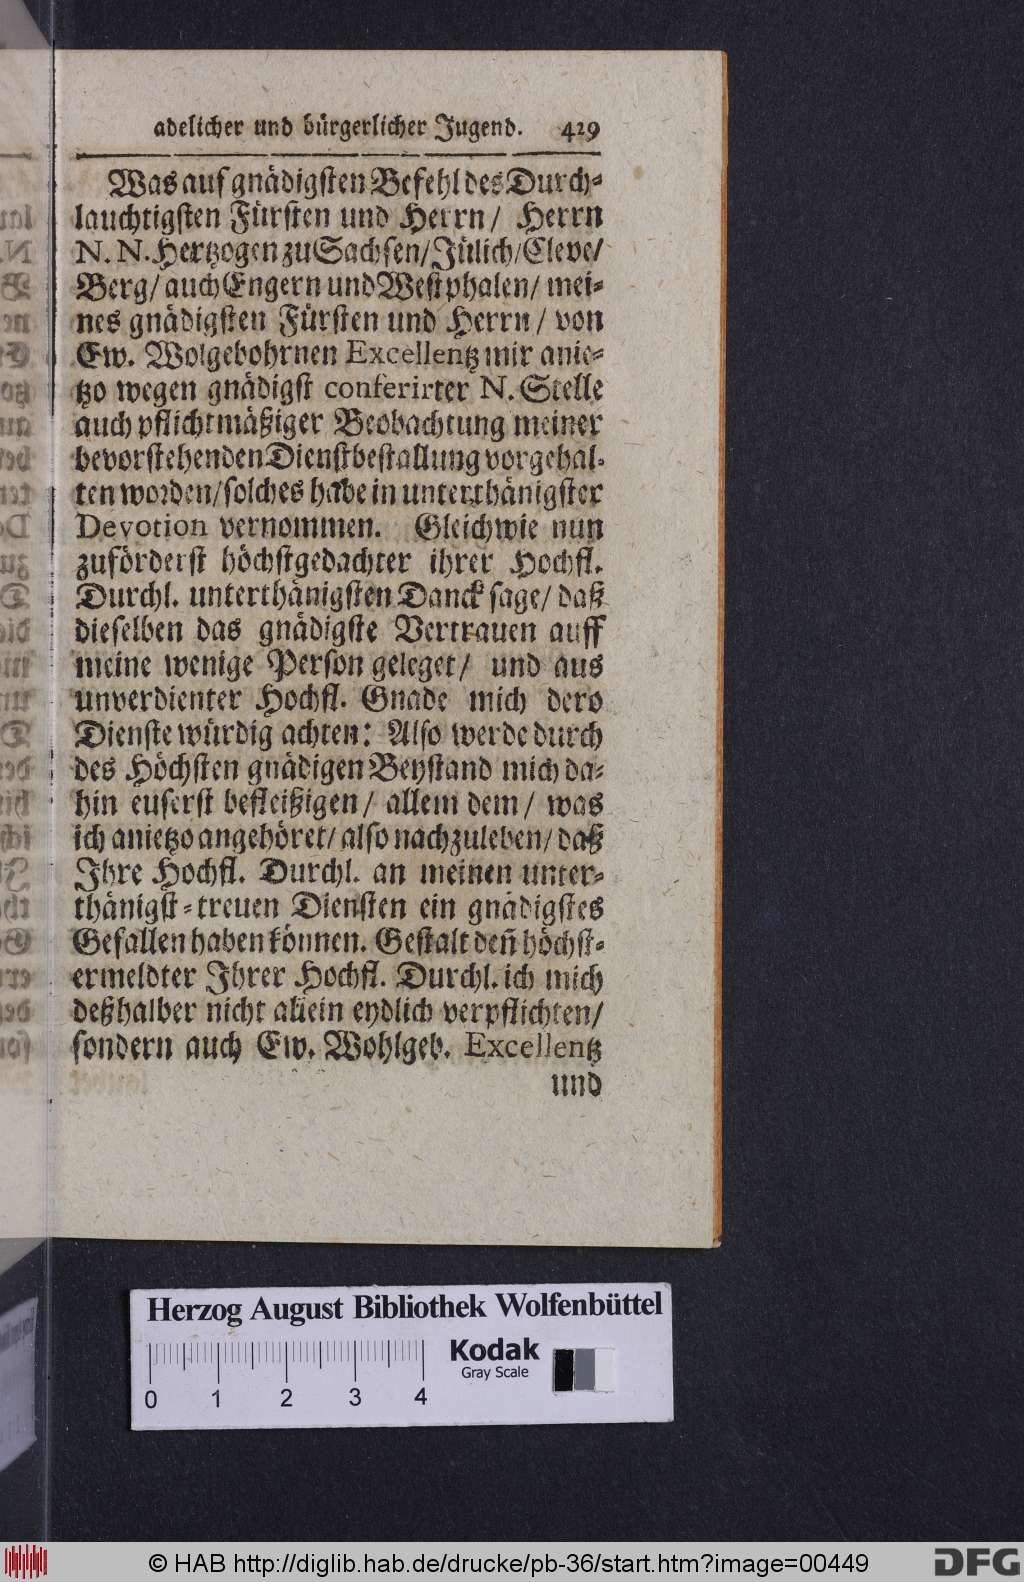 adelicher und bürgerlicher Jugend. 429
Was auf gnädigsten Befehl des Durch-
lauchtigsten Fürsten und Herrn/ Herrn
N. N. Hertzogen zu Sachsen/ Jülich/ Cleve/
Berg/ auch Engern und Westphalen/ mei-
nes gnädigsten Fürsten und Herrn/ von
Ew. Wolgebohrnen Excellentz mir anie-
tzo wegen gnädigst conferirter N. Stelle
auch pflichtmäßiger Beobachtung meiner
bevorstehenden Dienstbestallung vorgehal-
ten worden/ solches habe in unterthänigster
Devotion vernommen. Gleichwie nun
zuförderst höchstgedachter ihrer Hochfl.
Durchl. unterthänigsten Danck sage/ daß
dieselben das gnädigste Vertrauen auff
meine wenige Person geleget/ und aus
unverdienter Hochfl. Gnade mich dero
Dienste würdig achten: Also werde durch
des Höchsten gnädigen Beystand mich da-
hin euserst befleißigen/ allem dem/ was
ich anietzo angehöret/ also nachzuleben/ daß
Ihre Hochfl. Durchl. an meinen unter-
thänigst-treuen Diensten ein gnädigstes
Gefallen haben können. Gestalt deñ höchst-
ermeldter Ihrer Hochfl. Durchl. ich mich
deßhalber nicht allein eydlich verpflichten/
sondern auch Ew. Wohlgeb. Excellentz
und
Herzog August Bibliothek Wolfenbüttel
Kodak
Gray Scale
0 1 2 3 4
© HAB http://diglib.hab.de/drucke/pb-36/start.htm?image=00449
DFG